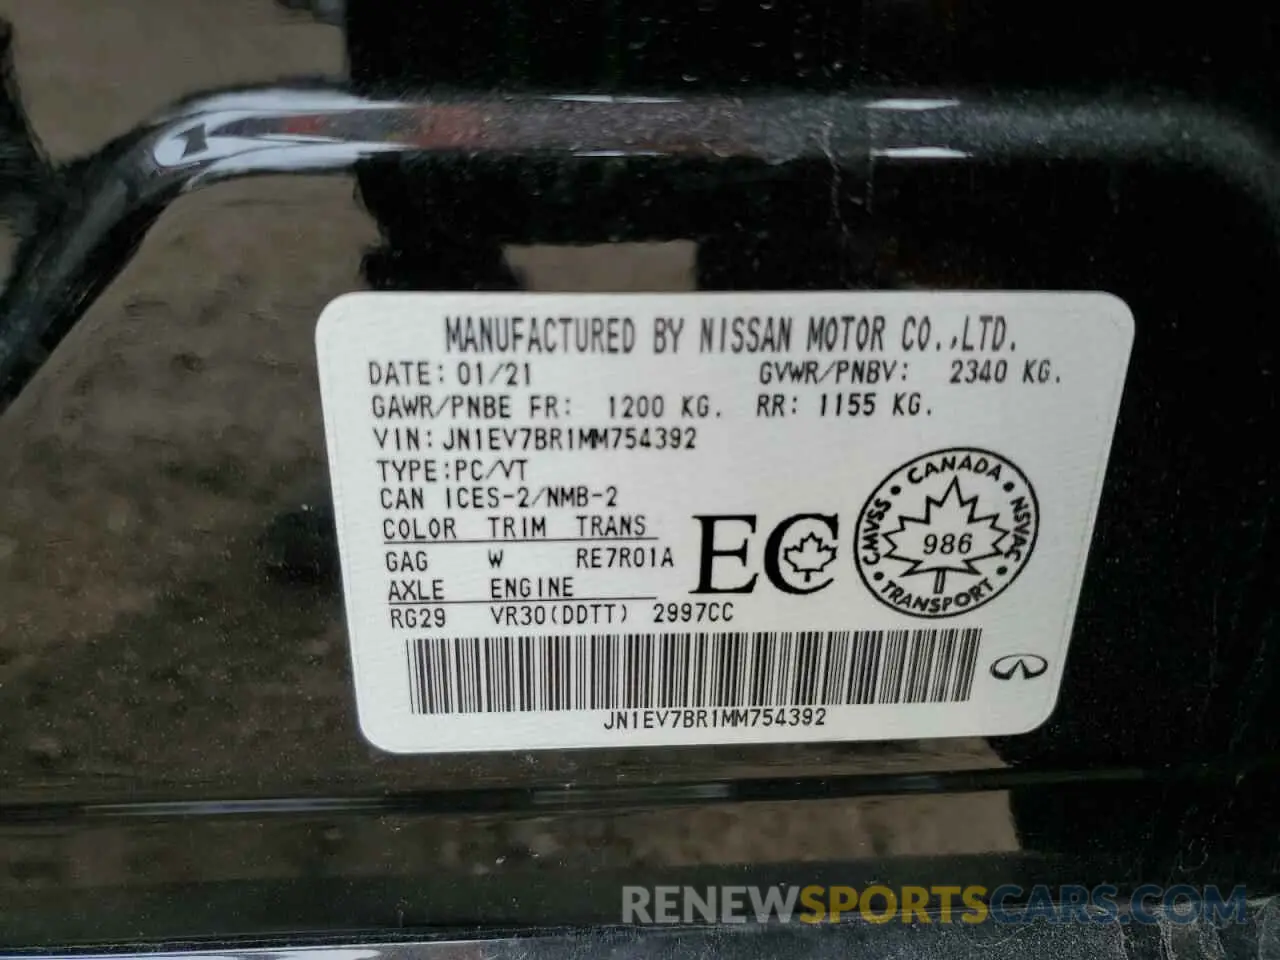 MANUFACTURED BY NISSAN MOTOR CO.,LTD.
DATE: 01/21 GVWR/PNBV: 2340 KG.
GAWR/PNBE FR: 1200 KG. RR: 1155 KG.
VIN: JN1EV7BR1MM754392
TYPE:PC/VT
CAN ICES-2/NMB-2
COLOR TRIM TRANS
GAG W RE7R01A
AXLE ENGINE
RG29 VR30(DDTT) 2997CC
EC
CANADA
CMVSS NSVAC
986
TRANSPORT
JN1EV7BR1MM754392
RENEWSPORTSCARS.COM